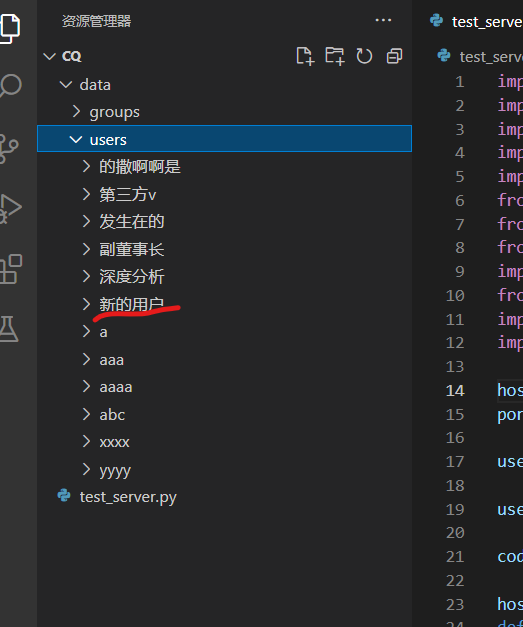 资源管理器
CQ
data
groups
users
的撒啊啊是
第三方v
发生在的
副董事长
深度分析
新的用户
a
aaa
aaaa
abc
xxxx
yyyy
test_server.py
test_server
test_serve
1 imp
2 imp
3 imp
4 imp
5 imp
6 fro
7 fro
8 fro
9 imp
10 fro
11 imp
12 imp
13
14 hos
15 por
16
17 use
18
19 use
20
21 cod
22
23 hos
24 def